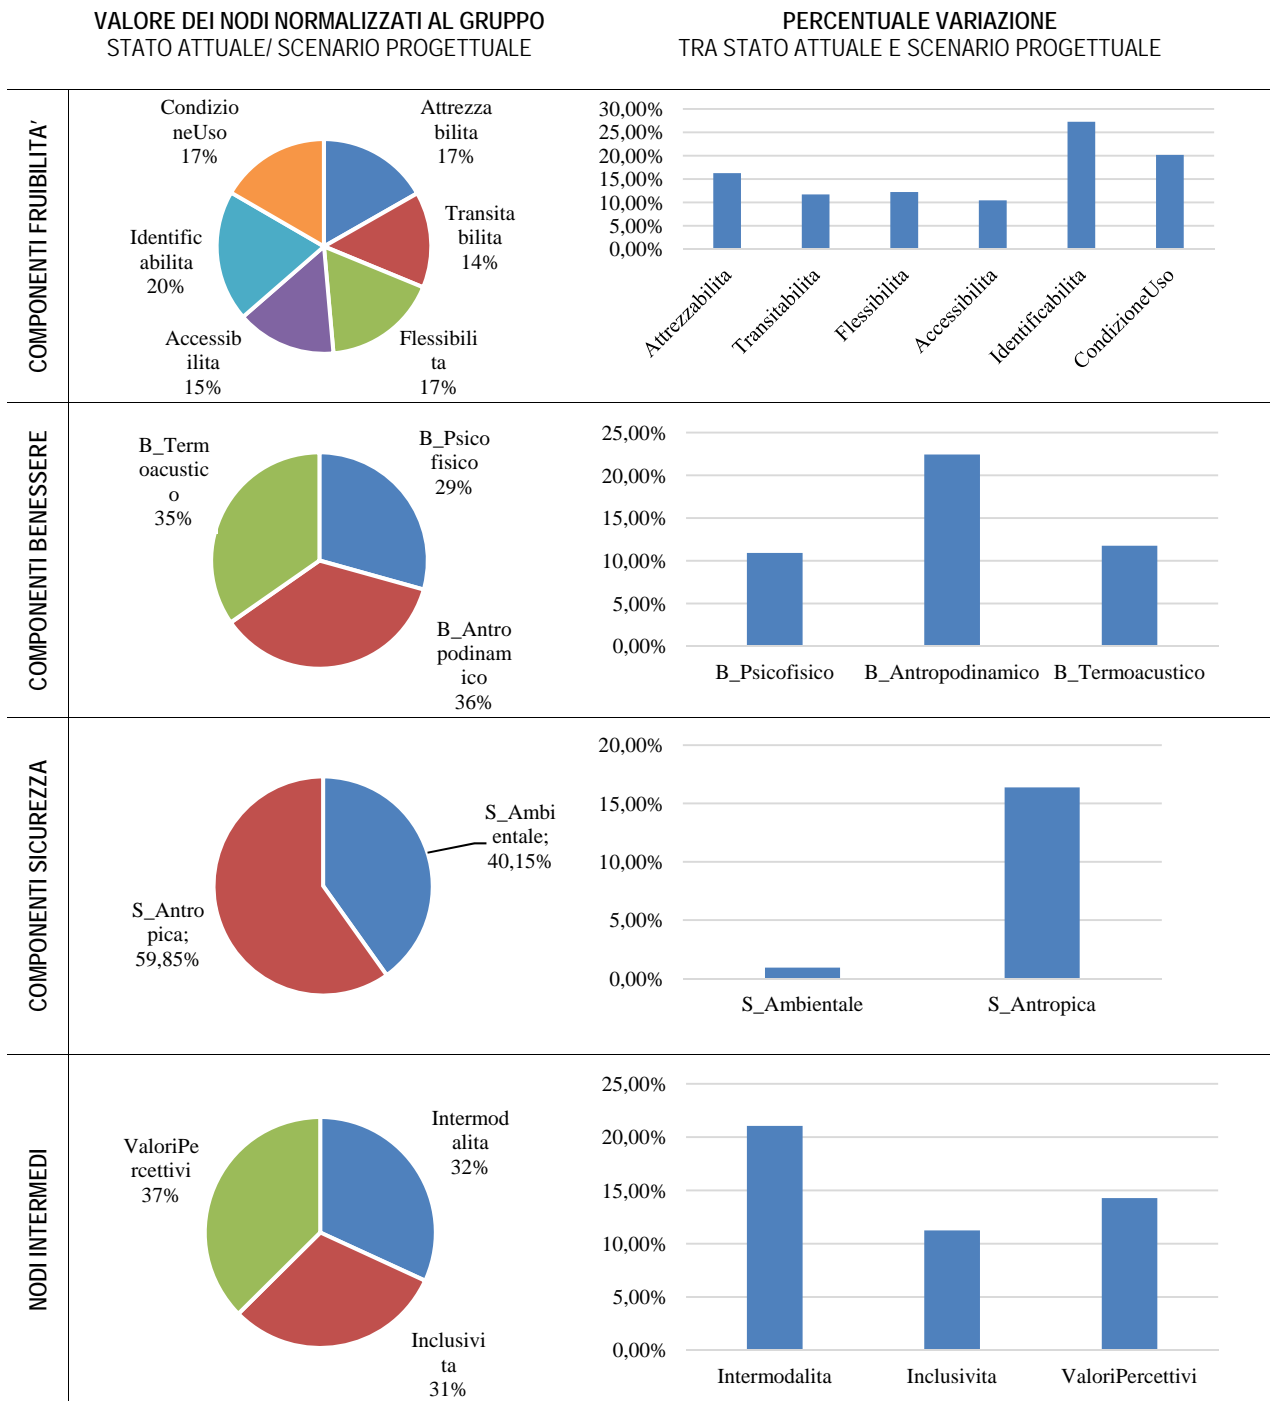 VALORE DEI NODI NORMALIZZATI AL GRUPPO
STATO ATTUALE/ SCENARIO PROGETTUALE
PERCENTUALE VARIAZIONE
TRA STATO ATTUALE E SCENARIO PROGETTUALE
COMPONENTI FRUIBILITA'
Condizio
neUso
17%
Attrezza
bilita
17%
Transita
bilita
14%
Identific
abilita
20%
Accessib
ilita
15%
Flessibili
ta
17%
30,00%
25,00%
20,00%
15,00%
10,00%
5,00%
0,00%
Attrezzabilita
Transitabilita
Flessibilita
Accessibilita
Identificabilita
CondizioneUso
COMPONENTI BENESSERE
B_Term
oacustic
o
35%
B_Psico
fisico
29%
B_Antro
podinam
ico
36%
25,00%
20,00%
15,00%
10,00%
5,00%
0,00%
B_Psicofisico
B_Antropodinamico
B_Termoacustico
COMPONENTI SICUREZZA
S_Ambi
entale;
40,15%
S_Antro
pica;
59,85%
20,00%
15,00%
10,00%
5,00%
0,00%
S_Ambientale
S_Antropica
NODI INTERMEDI
ValoriPe
rcettivi
37%
Intermod
alita
32%
Inclusivi
ta
31%
25,00%
20,00%
15,00%
10,00%
5,00%
0,00%
Intermodalita
Inclusivita
ValoriPercettivi